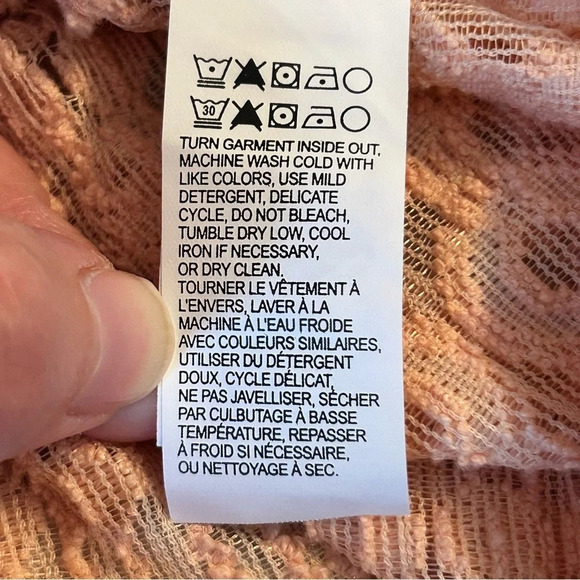 30
TURN GARMENT INSIDE OUT,
MACHINE WASH COLD WITH
LIKE COLORS, USE MILD
DETERGENT, DELICATE
CYCLE, DO NOT BLEACH,
TUMBLE DRY LOW, COOL
IRON IF NECESSARY,
OR DRY CLEAN.
TOURNER LE VÊTEMENT À
L'ENVERS, LAVER À LA
MACHINE À L'EAU FROIDE
AVEC COULEURS SIMILAIRES,
UTILISER DU DÉTERGENT
DOUX, CYCLE DÉLICAT,
NE PAS JAVELLISER, SÉCHER
PAR CULBUTAGE À BASSE
TEMPÉRATURE, REPASSER
À FROID SI NÉCESSAIRE,
OU NETTOYAGE À SEC.